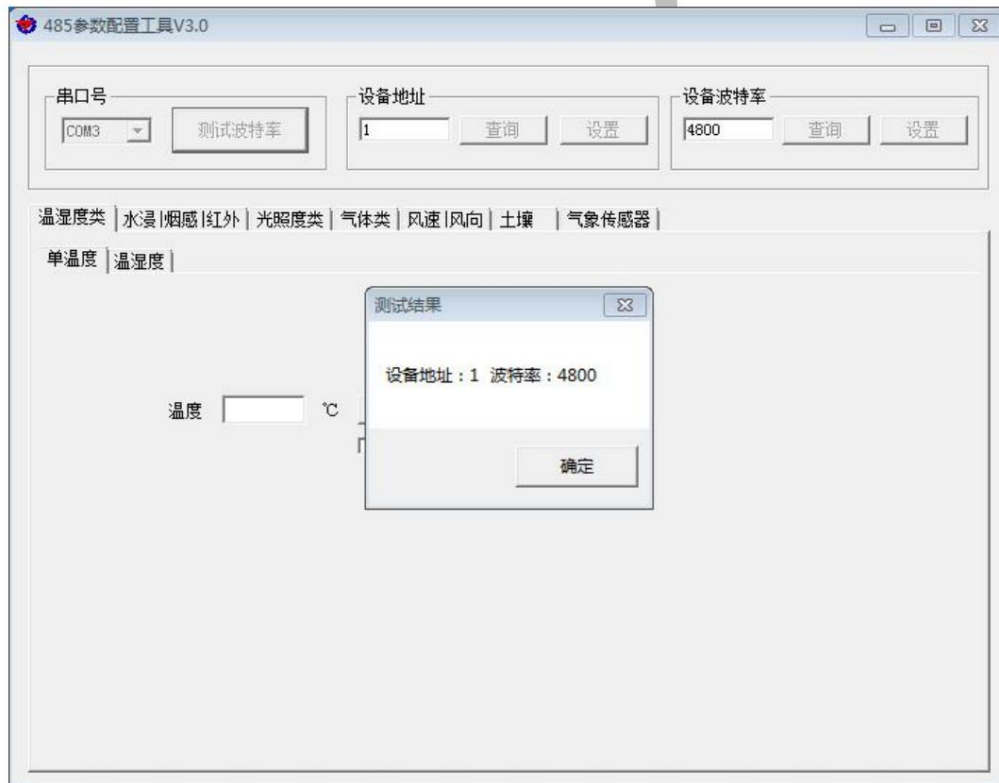 485参数配置工具V3.0
串口号 设备地址 设备波特率
COM3 测试波特率 1 查询 设置 4800 查询 设置
温湿度类 水浸|烟感|红外 光照度类 气体类 风速|风向 土壤 气象传感器
单温度 温湿度
测试结果
设备地址：1 波特率：4800
温度 ℃
确定